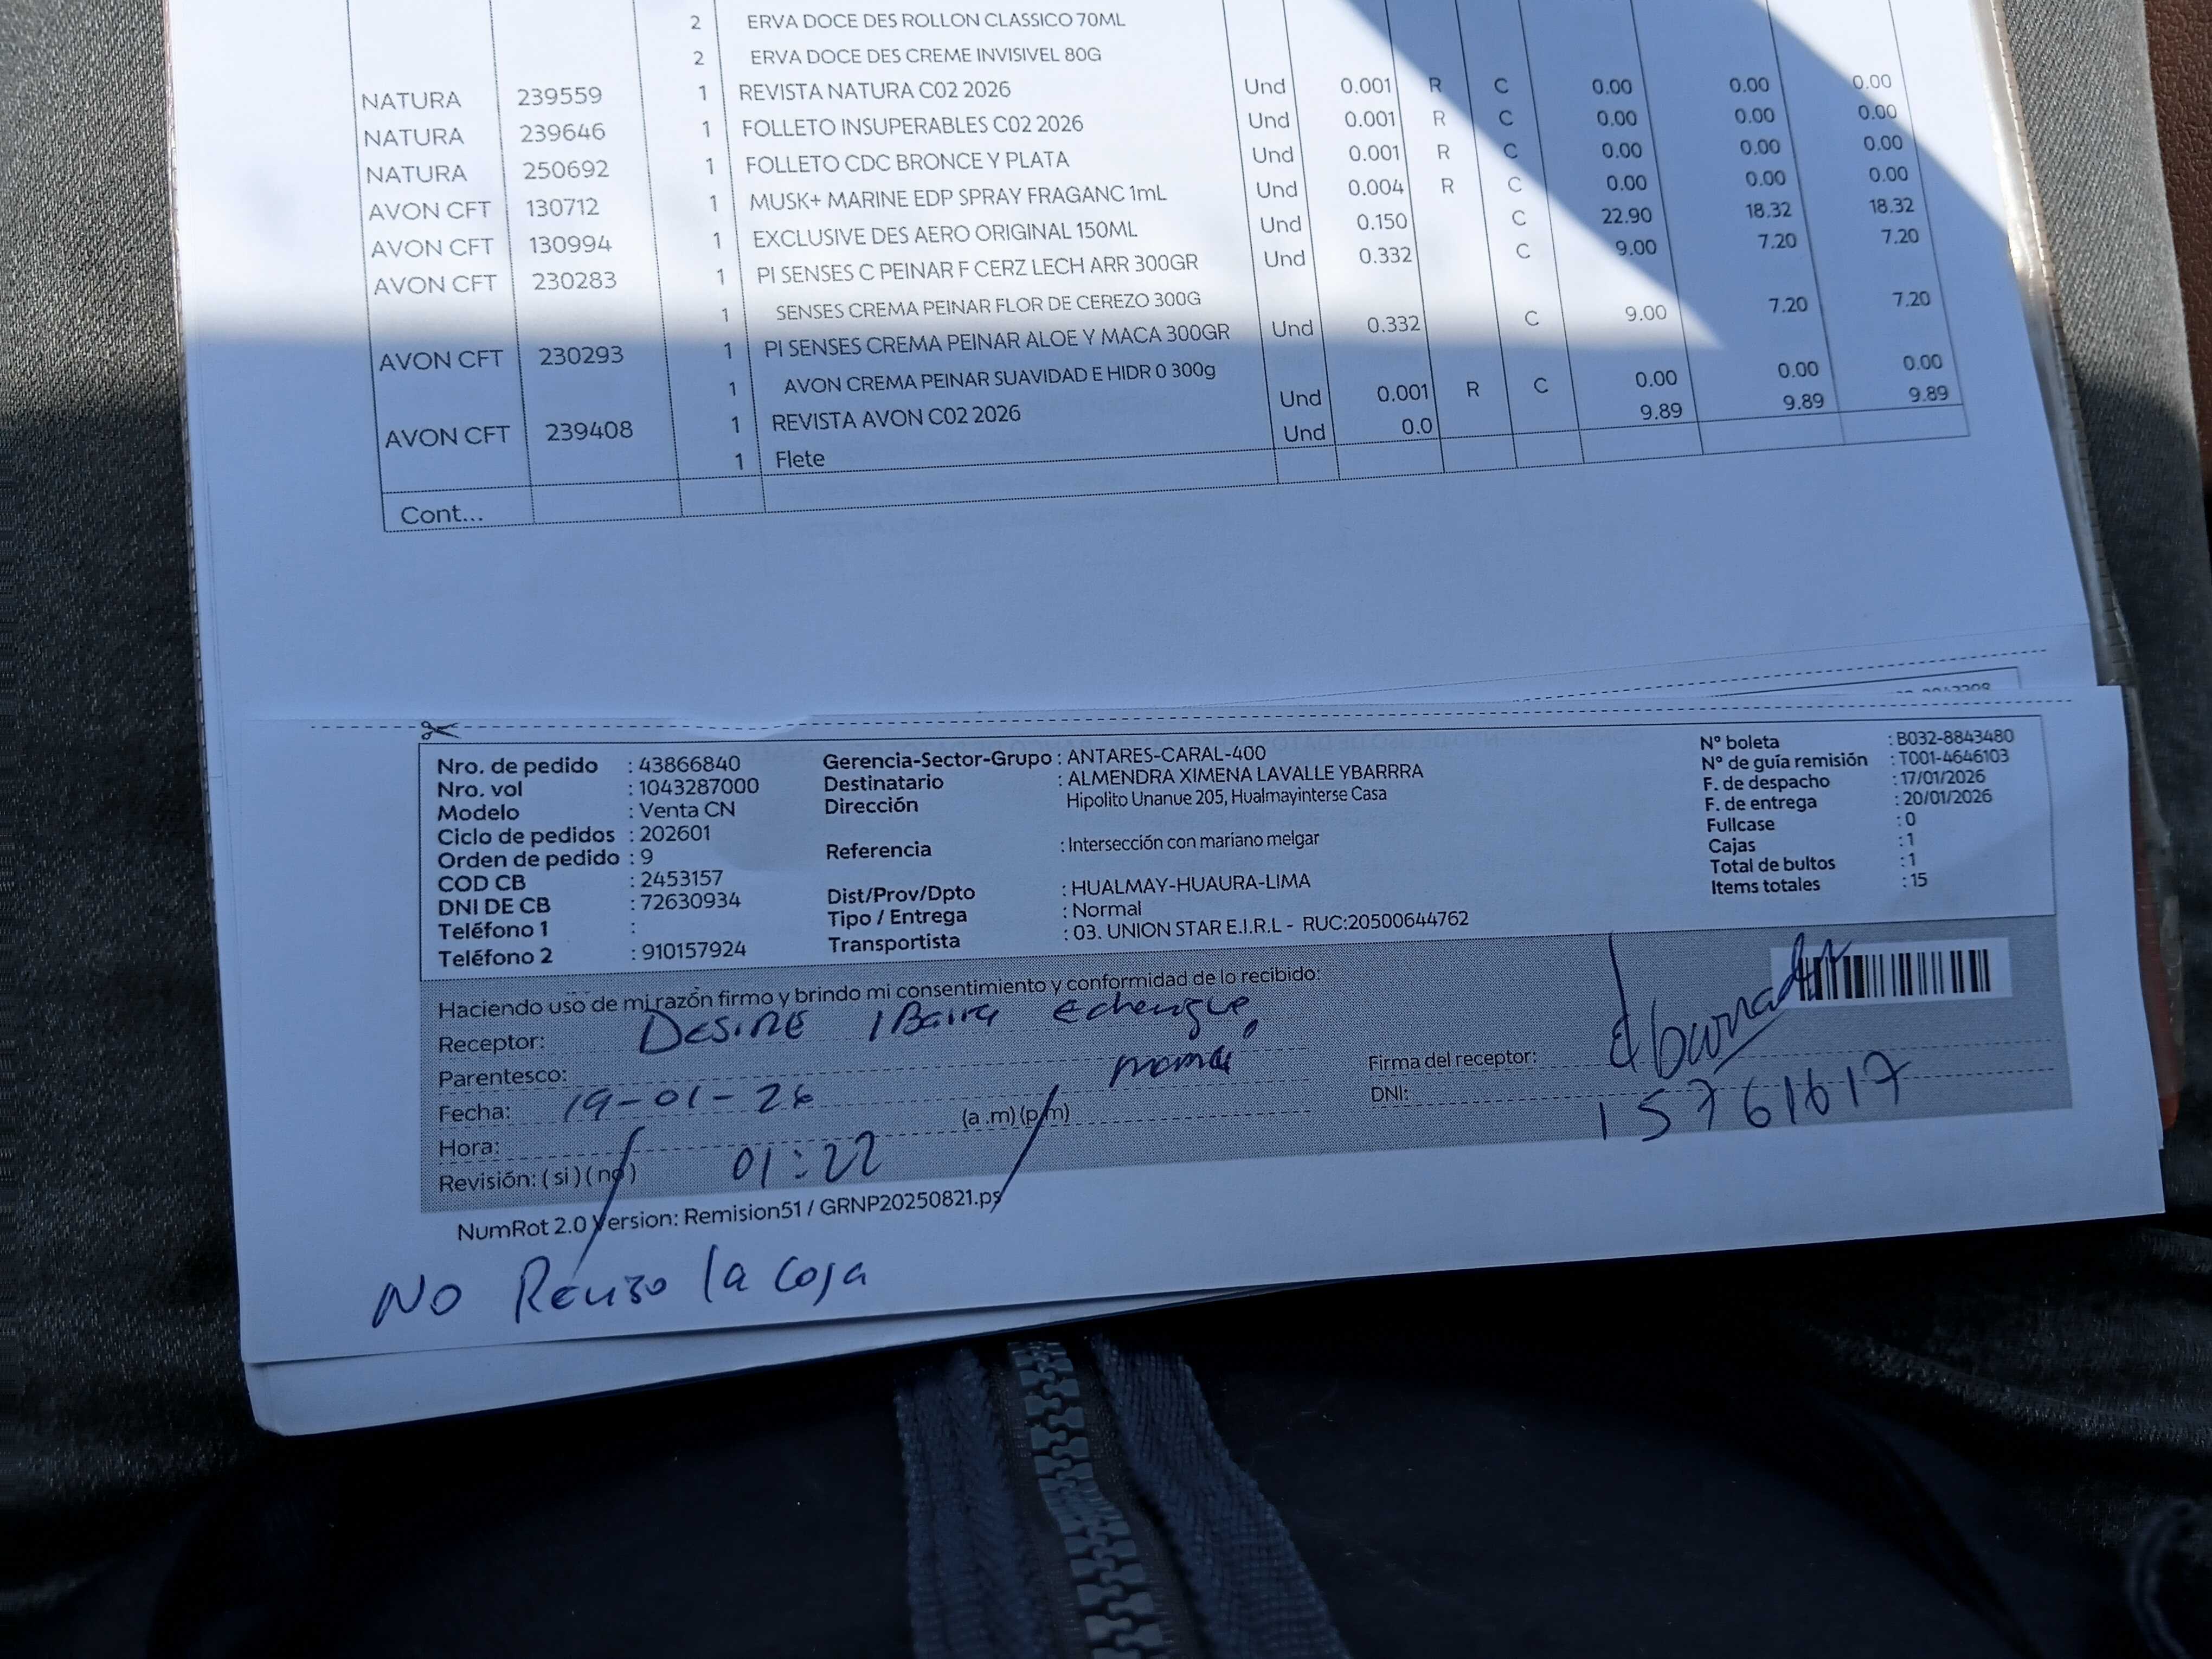 2 ERVA DOCE DES ROLLON CLASSICO 70ML
2 ERVA DOCE DES CREME INVISIVEL 80G
NATURA 239559 1 REVISTA NATURA C02 2026 Und 0.001 R C 0.00 0.00 0.00
NATURA 239646 1 FOLLETO INSUPERABLES C02 2026 Und 0.001 R C 0.00 0.00 0.00
NATURA 250692 1 FOLLETO CDC BRONCE Y PLATA Und 0.001 R C 0.00 0.00 0.00
AVON CFT 130712 1 MUSK+ MARINE EDP SPRAY FRAGANC 1mL Und 0.004 R C 0.00 0.00 0.00
AVON CFT 130994 1 EXCLUSIVE DES AERO ORIGINAL 150ML Und 0.150 C 22.90 18.32 18.32
AVON CFT 230283 1 PI SENSES C PEINAR F CERZ LECH ARR 300GR Und 0.332 C 9.00 7.20 7.20
1 SENSES CREMA PEINAR FLOR DE CEREZO 300G
AVON CFT 230293 1 PI SENSES CREMA PEINAR ALOE Y MACA 300GR Und 0.332 C 9.00 7.20 7.20
1 AVON CREMA PEINAR SUAVIDAD E HIDR 0 300g
AVON CFT 239408 1 REVISTA AVON C02 2026 Und 0.001 R C 0.00 0.00 0.00
1 Flete Und 0.0 9.89 9.89 9.89
Cont...
Nro. de pedido : 43866840 Gerencia-Sector-Grupo : ANTARES-CARAL-400 N° boleta : B032-8843480
Nro. vol : 1043287000 Destinatario : ALMENDRA XIMENA LAVALLE YBARRRA N° de guía remisión : T001-4646103
Modelo : Venta CN Dirección Hipolito Unanue 205, Hualmayinterse Casa F. de despacho : 17/01/2026
Ciclo de pedidos : 202601 F. de entrega : 20/01/2026
Orden de pedido : 9 Referencia : Intersección con mariano melgar Fullcase : 0
COD CB : 2453157 Cajas : 1
DNI DE CB : 72630934 Dist/Prov/Dpto : HUALMAY-HUAURA-LIMA Total de bultos : 1
Teléfono 1 : Tipo / Entrega : Normal Items totales : 15
Teléfono 2 : 910157924 Transportista : 03. UNION STAR E.I.R.L - RUC:20500644762
Haciendo uso de mi razón firmo y brindo mi consentimiento y conformidad de lo recibido:
Receptor: Desire Ibarra Echengue
Parentesco: mama Firma del receptor:
Fecha: 19-01-26 DNI: 15761617
Hora: 01:22 (a .m) (p.m)
Revisión: ( si ) ( no )
NumRot 2.0 Version: Remision51 / GRNP20250821.ps
No Reviso la caja